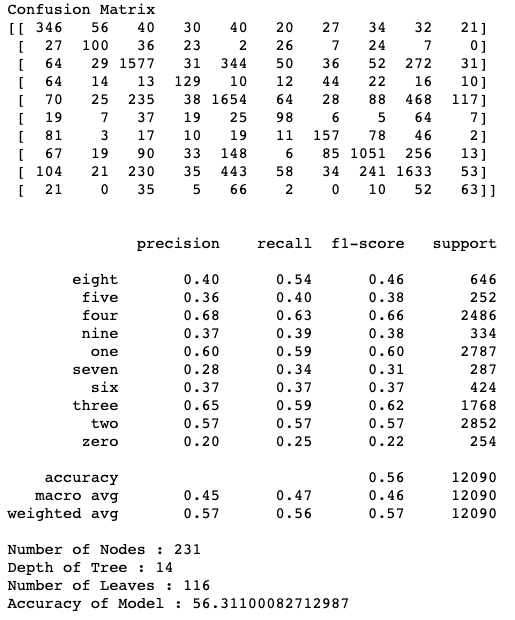 Confusion Matrix
[[ 346 56 40 30 40 20 27 34 32 21]
[ 27 100 36 23 2 26 7 24 7 0]
[ 64 29 1577 31 344 50 36 52 272 31]
[ 64 14 13 129 10 12 44 22 16 10]
[ 70 25 235 38 1654 64 28 88 468 117]
[ 19 7 37 19 25 98 6 5 64 7]
[ 81 3 17 10 19 11 157 78 46 2]
[ 67 19 90 33 148 6 85 1051 256 13]
[ 104 21 230 35 443 58 34 241 1633 53]
[ 21 0 35 5 66 2 0 10 52 63]]
precision recall f1-score support
eight 0.40 0.54 0.46 646
five 0.36 0.40 0.38 252
four 0.68 0.63 0.66 2486
nine 0.37 0.39 0.38 334
one 0.60 0.59 0.60 2787
seven 0.28 0.34 0.31 287
six 0.37 0.37 0.37 424
three 0.65 0.59 0.62 1768
two 0.57 0.57 0.57 2852
zero 0.20 0.25 0.22 254
accuracy 0.56 12090
macro avg 0.45 0.47 0.46 12090
weighted avg 0.57 0.56 0.57 12090
Number of Nodes : 231
Depth of Tree : 14
Number of Leaves : 116
Accuracy of Model : 56.31100082712987